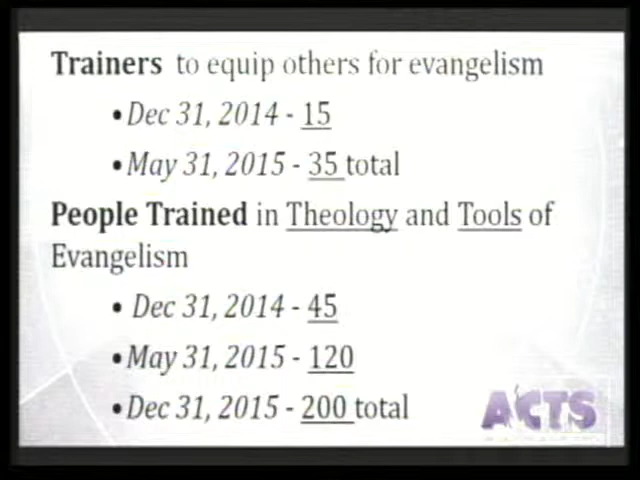 Trainers to equip others for evangelism
•Dec 31, 2014 - 15
•May 31, 2015 - 35 total
People Trained in Theology and Tools of
Evangelism
• Dec 31, 2014 - 45
•May 31, 2015 - 120
•Dec 31, 2015 - 200 total
ACTS